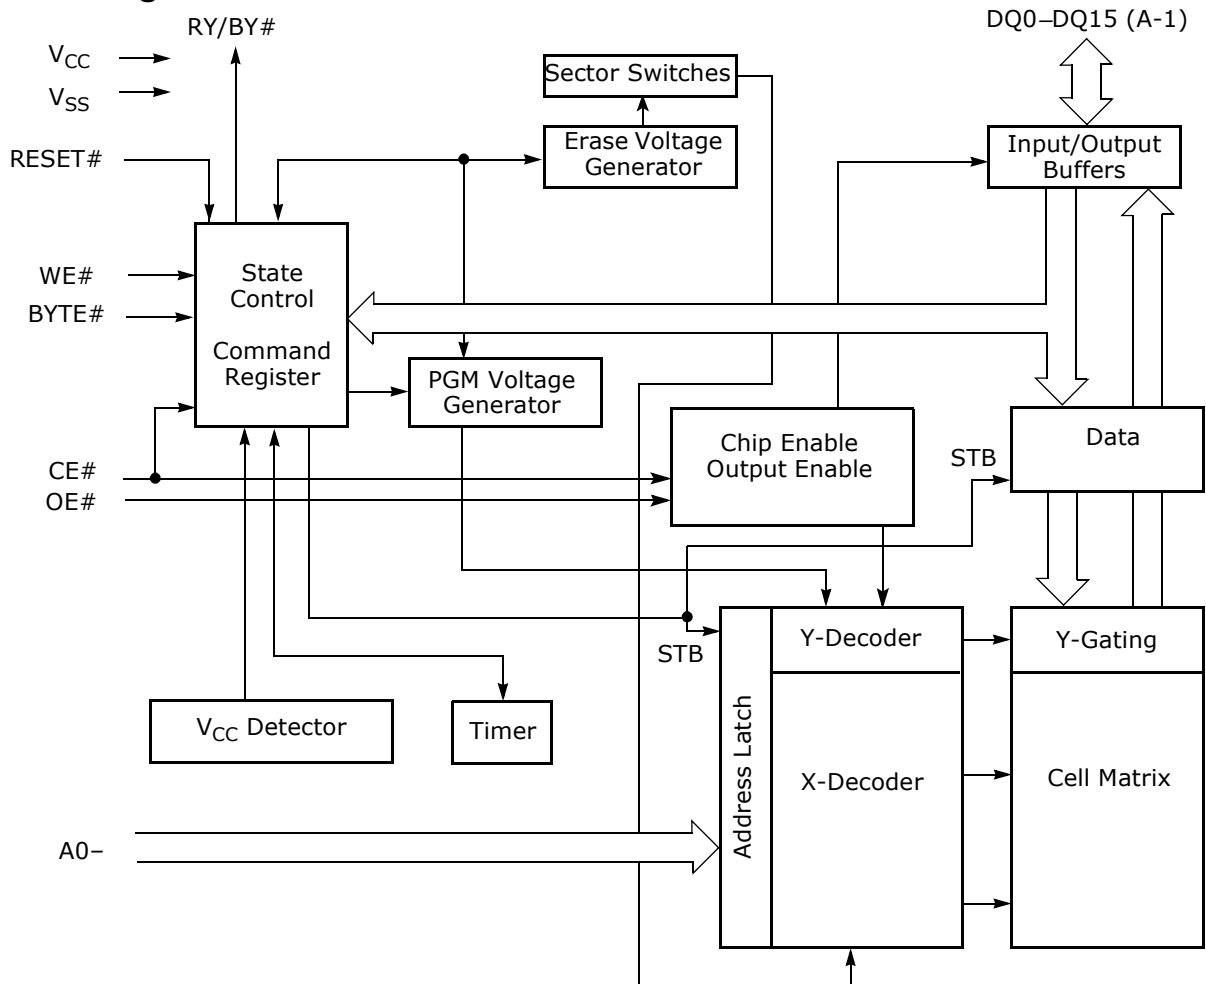 RY/BY#
DQ0–DQ15 (A-1)
VCC
VSS
Sector Switches
RESET#
Erase Voltage
Generator
Input/Output
Buffers
WE#
BYTE#
State
Control
Command
Register
PGM Voltage
Generator
Chip Enable
Output Enable
Data
STB
CE#
OE#
STB
Y-Decoder
Y-Gating
VCC Detector
Timer
Address Latch
X-Decoder
Cell Matrix
A0–